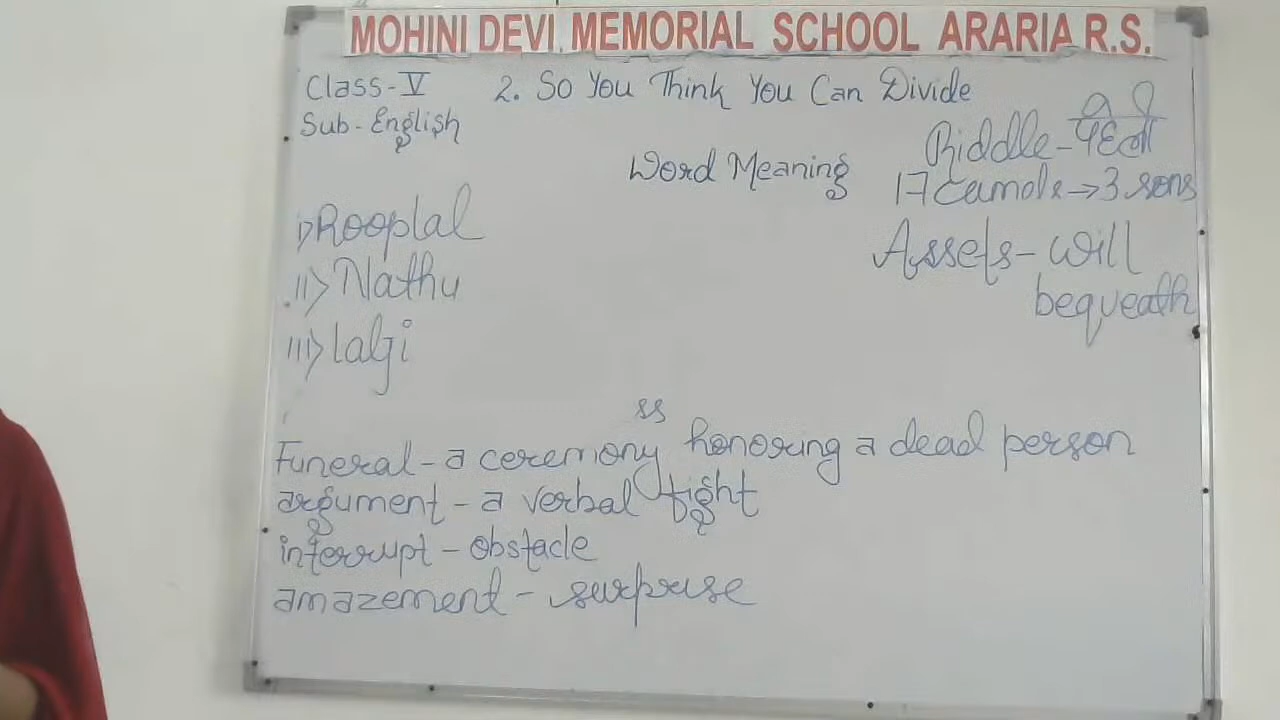 MOHINI DEVI MEMORIAL SCHOOL ARARIA R.S.
Class-V
2. So You Think You Can Divide
Sub-English
Word Meaning
Riddle-पहेली
17 Camels→3 sons
Assets-will
bequeath
i>Rooplal
ii>Nathu
iii>Lalji
ss
Funeral-a ceremony honoring a dead person
argument-a verbal fight
interrupt-obstacle
amazement-surprise